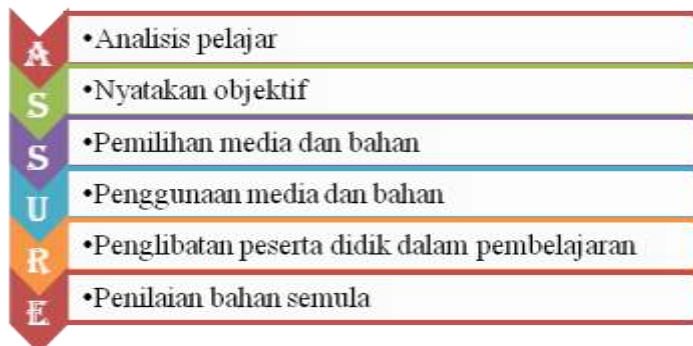 A
•Analisis pelajar
S
•Nyatakan objektif
S
•Pemilihan media dan bahan
U
•Penggunaan media dan bahan
R
•Penglibatan peserta didik dalam pembelajaran
E
•Penilaian bahan semula